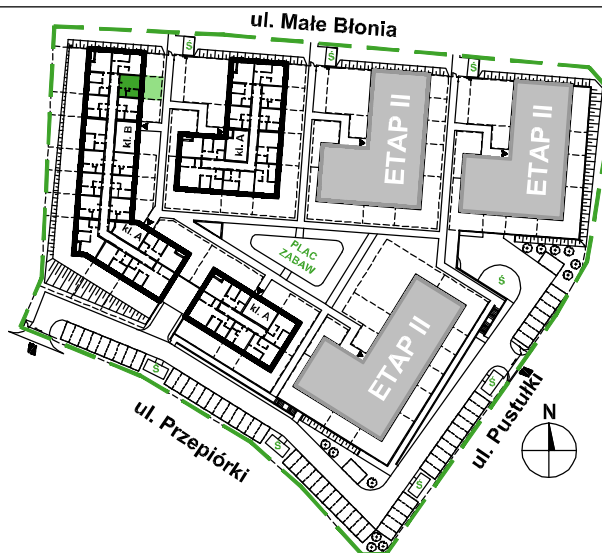 ul. Małe Błonia
Ś
Ś
Ś
kl. B
kl. A
ETAP II
ETAP II
kl. A
PLAC
ZABAW
Ś
kl. A
ETAP II
Ś
Ś
ul. Pustułki
N
ul. Przepiórki
Ś
Ś